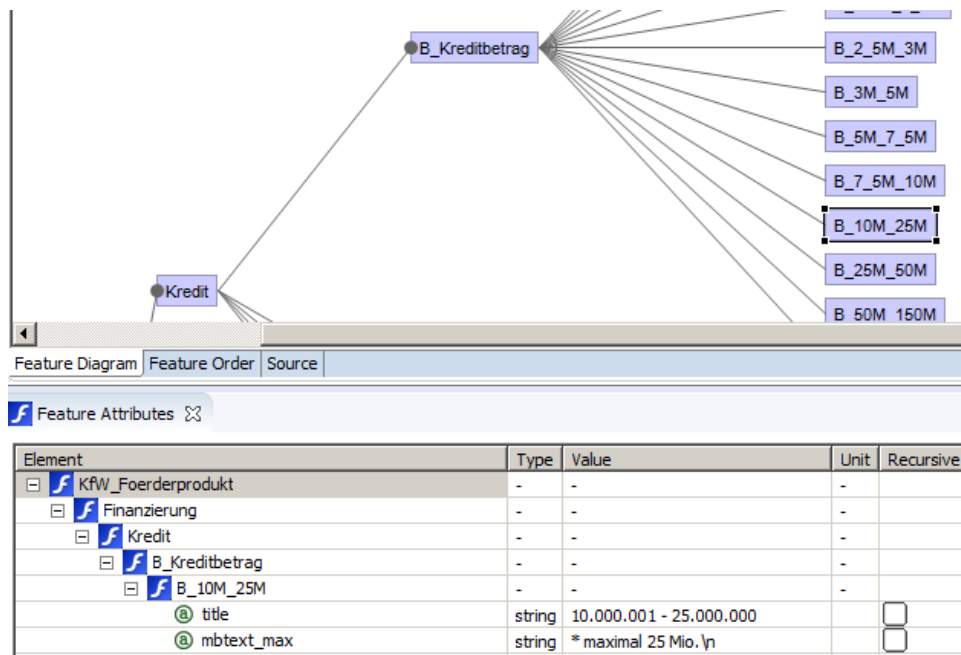 B_Kreditbetrag
B_2_5M_3M
B_3M_5M
B_5M_7_5M
B_7_5M_10M
B_10M_25M
B_25M_50M
Kredit
B_50M_150M
Feature Diagram Feature Order Source
Feature Attributes
Element Type Value Unit Recursive
KfW_Foerderprodukt - - -
Finanzierung - - -
Kredit - - -
B_Kreditbetrag - - -
B_10M_25M - - -
title string 10.000.001 - 25.000.000
mbtext_max string * maximal 25 Mio.\n